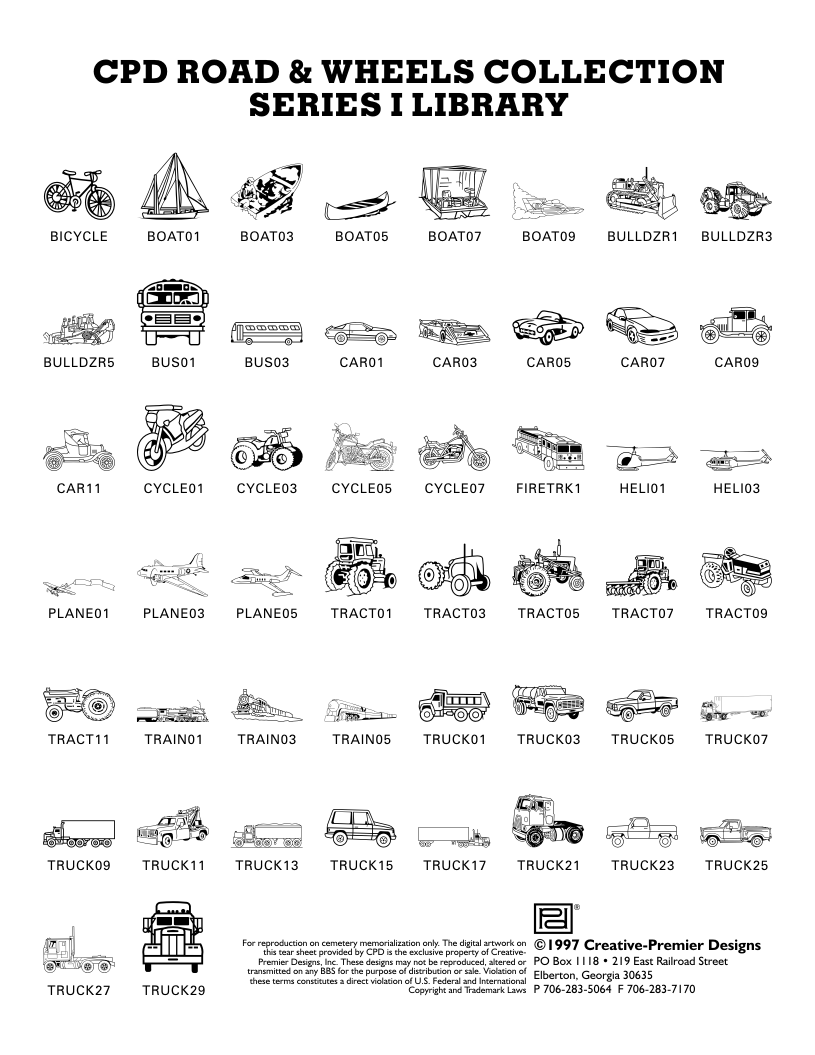 CPD ROAD & WHEELS COLLECTION
SERIES I LIBRARY
BICYCLE BOAT01 BOAT03 BOAT05 BOAT07 BOAT09 BULLDZR1 BULLDZR3
BULLDZR5 BUS01 BUS03 CAR01 CAR03 CAR05 CAR07 CAR09
CAR11 CYCLE01 CYCLE03 CYCLE05 CYCLE07 FIRETRK1 HELI01 HELI03
PLANE01 PLANE03 PLANE05 TRACT01 TRACT03 TRACT05 TRACT07 TRACT09
TRACT11 TRAIN01 TRAIN03 TRAIN05 TRUCK01 TRUCK03 TRUCK05 TRUCK07
TRUCK09 TRUCK11 TRUCK13 TRUCK15 TRUCK17 TRUCK21 TRUCK23 TRUCK25
TRUCK27 TRUCK29
For reproduction on cemetery memorialization only. The digital artwork on
this tear sheet provided by CPD is the exclusive property of Creative-
Premier Designs, Inc. These designs may not be reproduced, altered or
transmitted on any BBS for the purpose of distribution or sale. Violation of
these terms constitutes a direct violation of U.S. Federal and International
Copyright and Trademark Laws
®
©1997 Creative-Premier Designs
PO Box 1118 • 219 East Railroad Street
Elberton, Georgia 30635
P 706-283-5064 F 706-283-7170